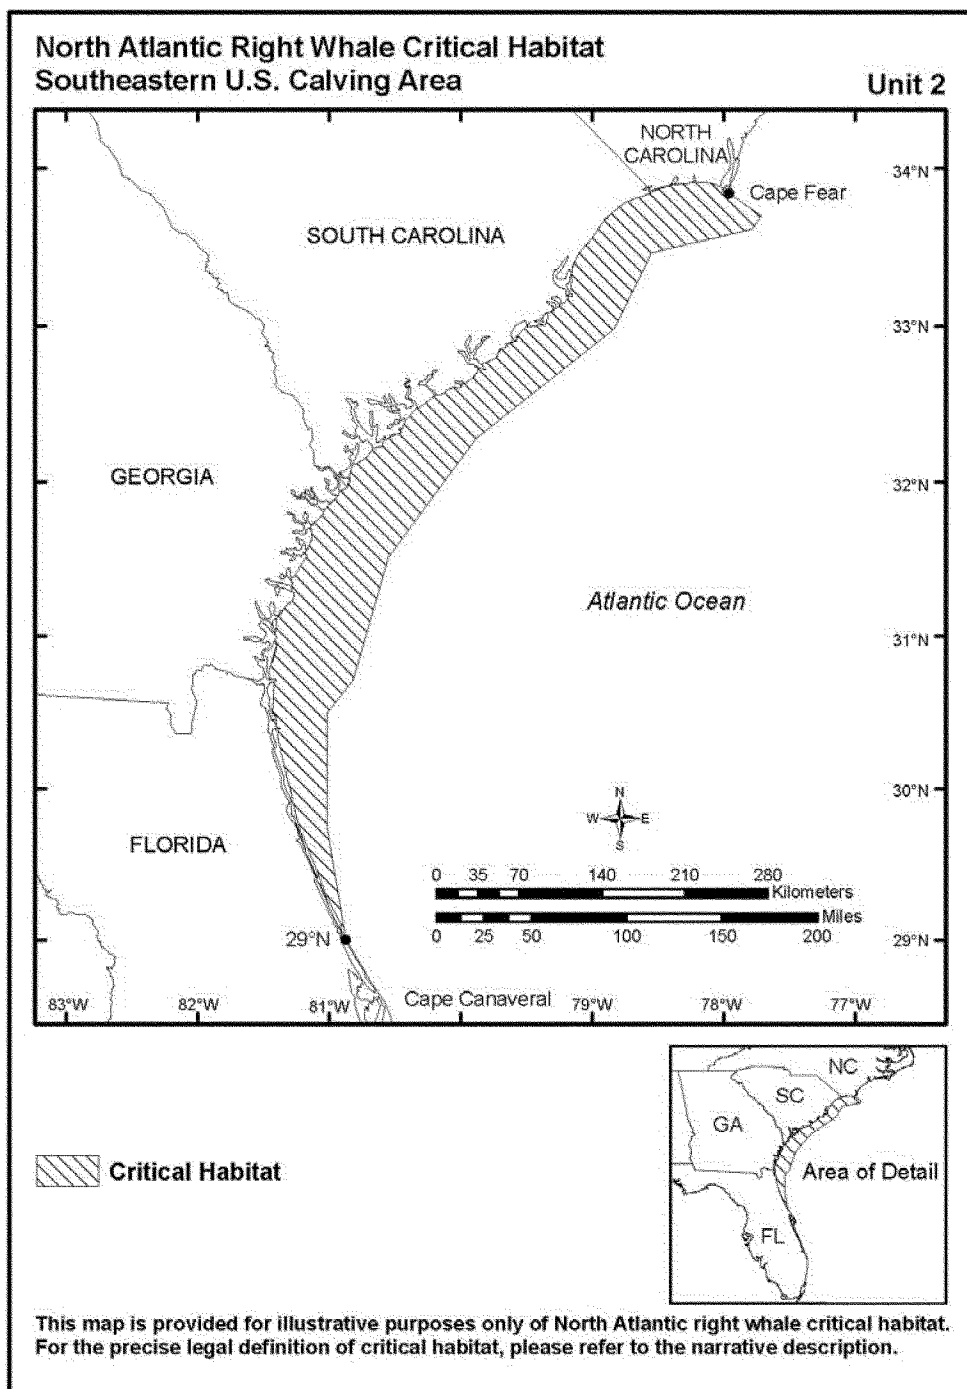 North Atlantic Right Whale Critical Habitat
Southeastern U.S. Calving Area
Unit 2
NORTH
CAROLINA
34°N
Cape Fear
SOUTH CAROLINA
33°N
GEORGIA
32°N
Atlantic Ocean
31°N
30°N
N
W E
S
FLORIDA
0 35 70 140 210 280
Kilometers
Miles
0 25 50 100 150 200
29°N
29°N
Cape Canaveral
83°W 82°W 81°W 79°W 78°W 77°W
NC
SC
GA
Area of Detail
FL
Critical Habitat
This map is provided for illustrative purposes only of North Atlantic right whale critical habitat.
For the precise legal definition of critical habitat, please refer to the narrative description.